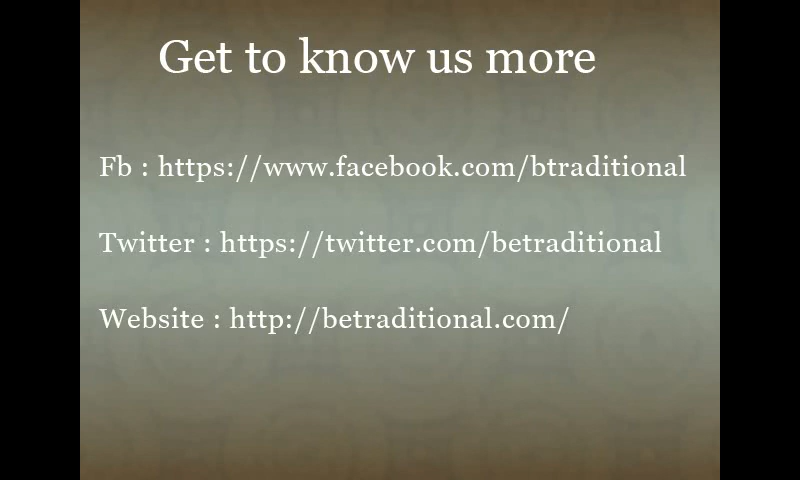 Get to know us more
Fb : https://www.facebook.com/btraditional
Twitter : https://twitter.com/betraditional
Website : http://betraditional.com/